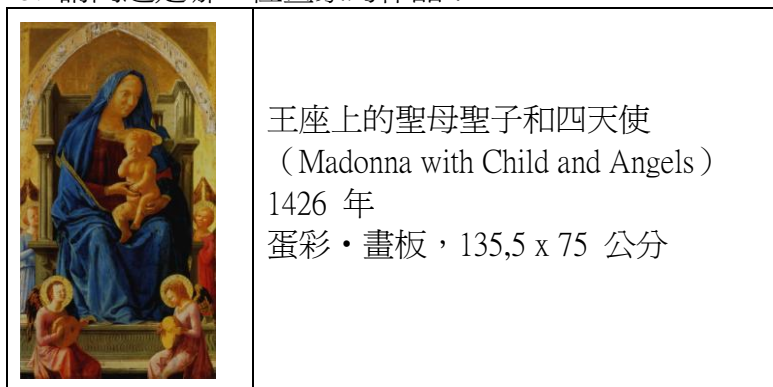 王座上的聖母聖子和四天使
（Madonna with Child and Angels）
1426 年
蛋彩・畫板，135,5 x 75 公分